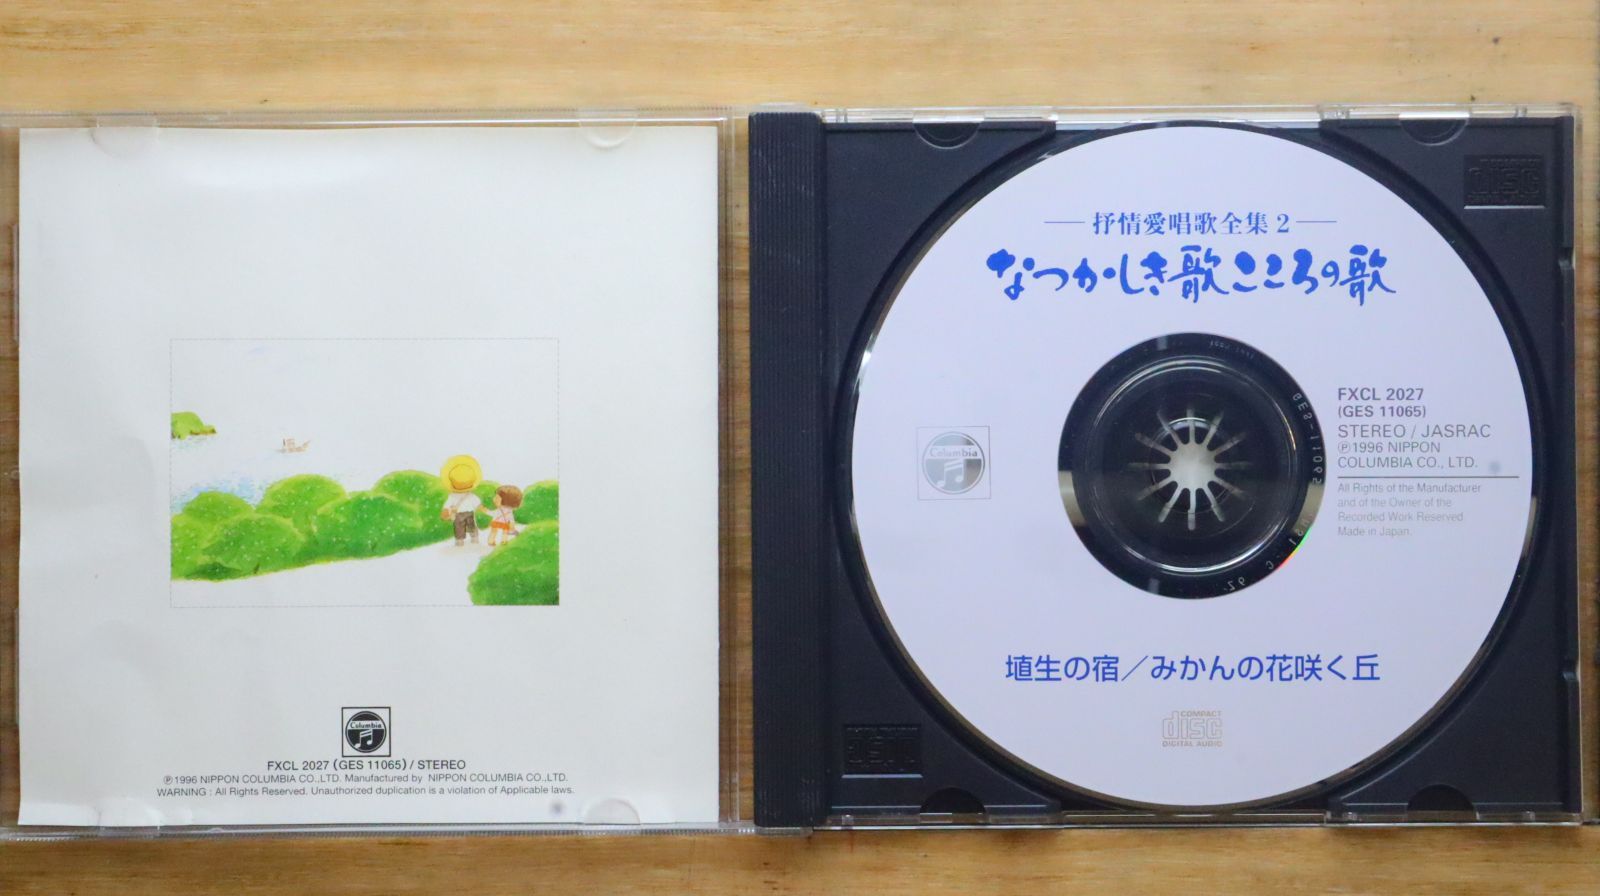 Columbia
FXCL 2027 (GES 11065) / STEREO
Ⓟ1996 NIPPON COLUMBIA CO.,LTD. Manufactured by NIPPON COLUMBIA CO.,LTD.
WARNING : All Rights Reserved. Unauthorized duplication is a violation of Applicable laws.
抒情愛唱歌全集 2
なつかしき歌こころの歌
Columbia
FXCL 2027
(GES 11065)
STEREO / JASRAC
Ⓟ1996 NIPPON
COLUMBIA CO., LTD.
All Rights of the Manufacturer
and of the Owner of the
Recorded Work Reserved.
Made in Japan.
GES-11065
埴生の宿／みかんの花咲く丘
COMPACT
disc
DIGITAL AUDIO